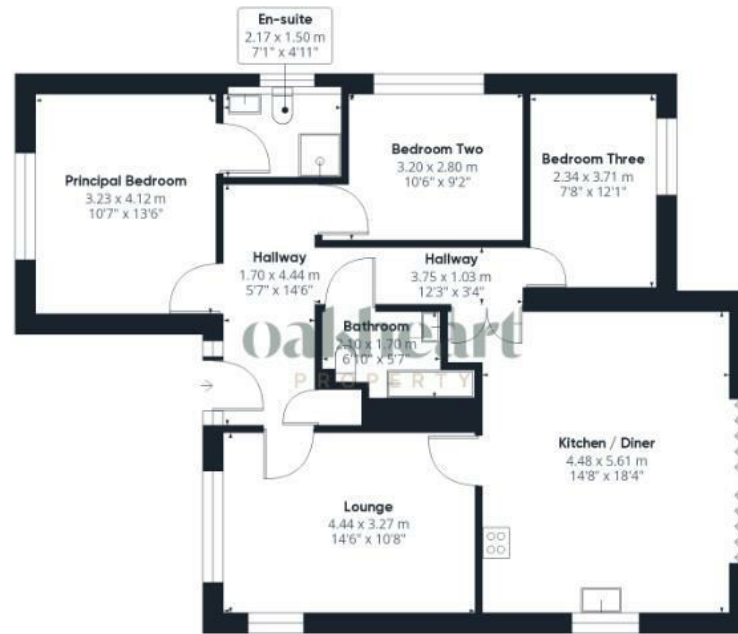 En-suite
2.17 x 1.50 m
7'1" x 4'11"
Principal Bedroom
3.23 x 4.12 m
10'7" x 13'6"
Bedroom Two
3.20 x 2.80 m
10'6" x 9'2"
Bedroom Three
2.34 x 3.71 m
7'8" x 12'1"
Hallway
1.70 x 4.44 m
5'7" x 14'6"
Hallway
3.75 x 1.03 m
12'3" x 3'4"
oakheart
PROPERTY
Bathroom
2.10 x 1.70 m
6'10" x 5'7"
Kitchen / Diner
4.48 x 5.61 m
14'8" x 18'4"
Lounge
4.44 x 3.27 m
14'6" x 10'8"